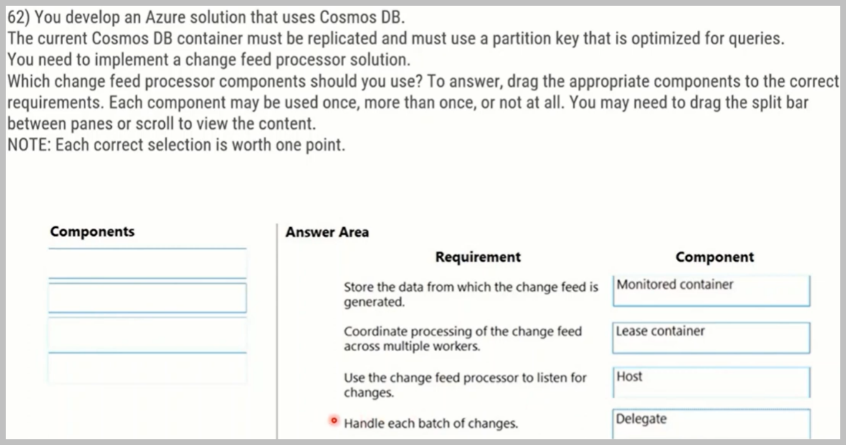 62) You develop an Azure solution that uses Cosmos DB.
The current Cosmos DB container must be replicated and must use a partition key that is optimized for queries.
You need to implement a change feed processor solution.
Which change feed processor components should you use? To answer, drag the appropriate components to the correct
requirements. Each component may be used once, more than once, or not at all. You may need to drag the split bar
between panes or scroll to view the content.
NOTE: Each correct selection is worth one point.
Components
Answer Area
Requirement
Component
Store the data from which the change feed is
generated.
Monitored container
Coordinate processing of the change feed
across multiple workers.
Lease container
Use the change feed processor to listen for
changes.
Host
Handle each batch of changes.
Delegate